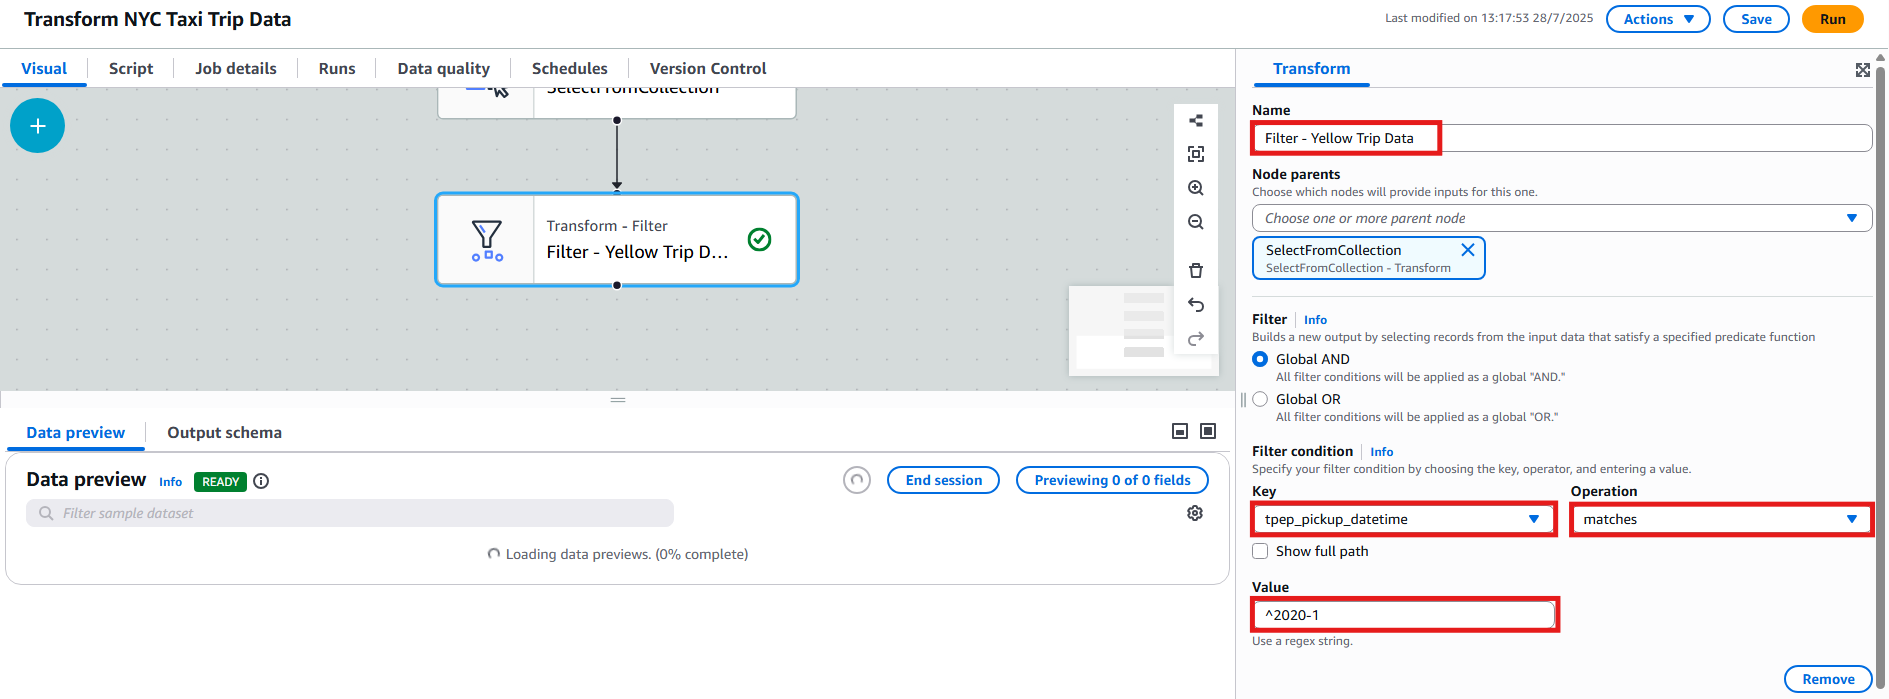 Transform NYC Taxi Trip Data
Last modified on 13:17:53 28/7/2025
Actions
Save
Run
Visual
Script
Job details
Runs
Data quality
Schedules
Version Control
SelectFromCollection
Transform - Filter
Filter - Yellow Trip D...
Data preview
Output schema
Data preview
Info
READY
End session
Previewing 0 of 0 fields
Filter sample dataset
Loading data previews. (0% complete)
Transform
Name
Filter - Yellow Trip Data
Node parents
Choose which nodes will provide inputs for this one.
Choose one or more parent node
SelectFromCollection
SelectFromCollection - Transform
Filter
Info
Builds a new output by selecting records from the input data that satisfy a specified predicate function
Global AND
All filter conditions will be applied as a global "AND."
Global OR
All filter conditions will be applied as a global "OR."
Filter condition
Info
Specify your filter condition by choosing the key, operator, and entering a value.
Key
Operation
tpep_pickup_datetime
matches
Show full path
Value
^2020-1
Use a regex string.
Remove